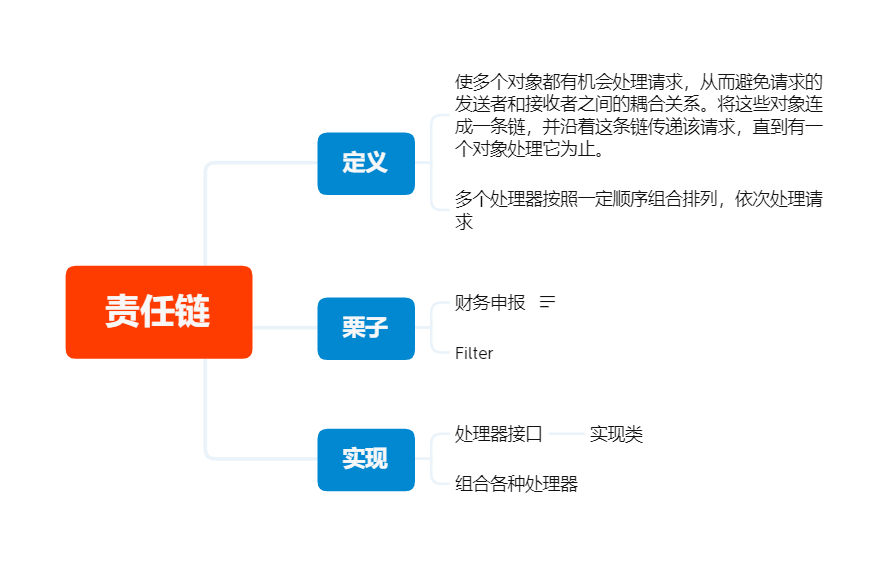 责任链
定义
使多个对象都有机会处理请求，从而避免请求的
发送者和接收者之间的耦合关系。将这些对象连
成一条链，并沿着这条链传递该请求，直到有一
个对象处理它为止。
多个处理器按照一定顺序组合排列，依次处理请
求
栗子
财务申报
Filter
实现
处理器接口
实现类
组合各种处理器